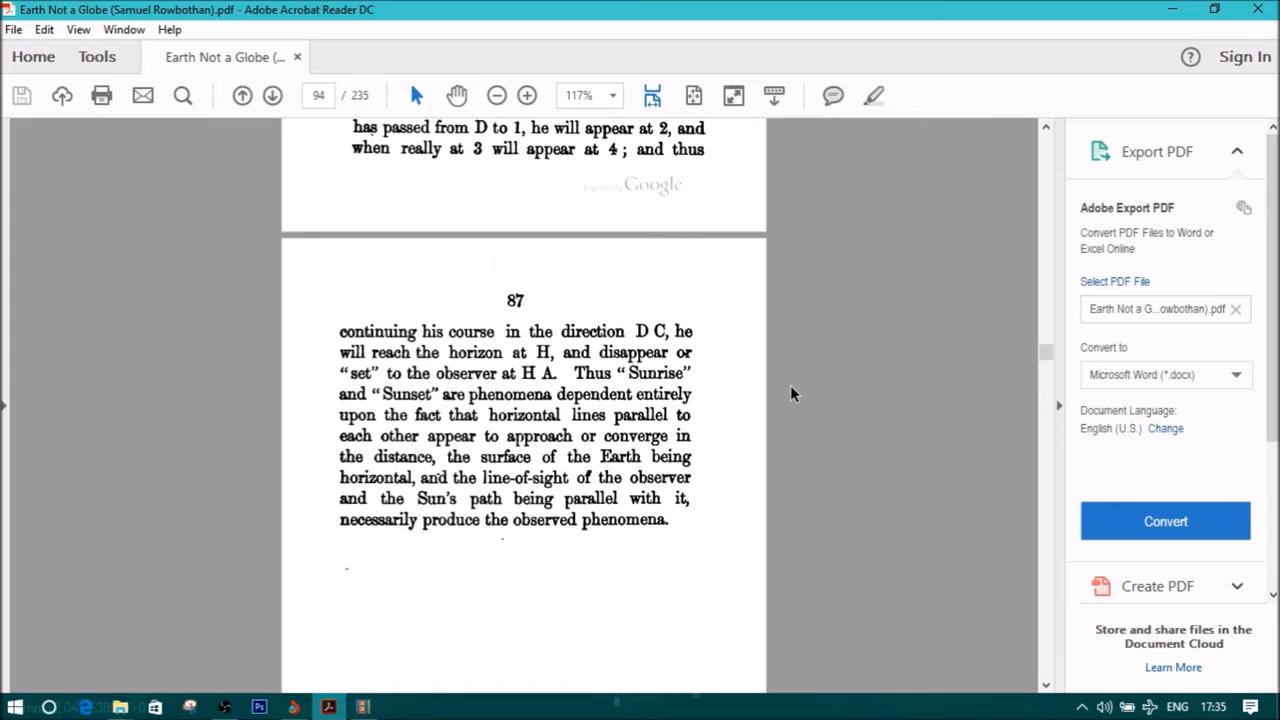 Earth Not a Globe (Samuel Rowbothan).pdf - Adobe Acrobat Reader DC
File Edit View Window Help
Home Tools Earth Not a Globe (... × Sign In
94 / 235 117%
has passed from D to 1, he will appear at 2, and
when really at 3 will appear at 4 ; and thus
Digitized by Google
87
continuing his course in the direction D C, he
will reach the horizon at H, and disappear or
“set” to the observer at H A. Thus “Sunrise”
and “Sunset” are phenomena dependent entirely
upon the fact that horizontal lines parallel to
each other appear to approach or converge in
the distance, the surface of the Earth being
horizontal, and the line-of-sight of the observer
and the Sun’s path being parallel with it,
necessarily produce the observed phenomena.
Export PDF
Adobe Export PDF
Convert PDF Files to Word or
Excel Online
Select PDF File
Earth Not a G...owbothan).pdf ×
Convert to
Microsoft Word (*.docx)
Document Language:
English (U.S.) Change
Convert
Create PDF
Store and share files in the
Document Cloud
Learn More
ENG 17:35